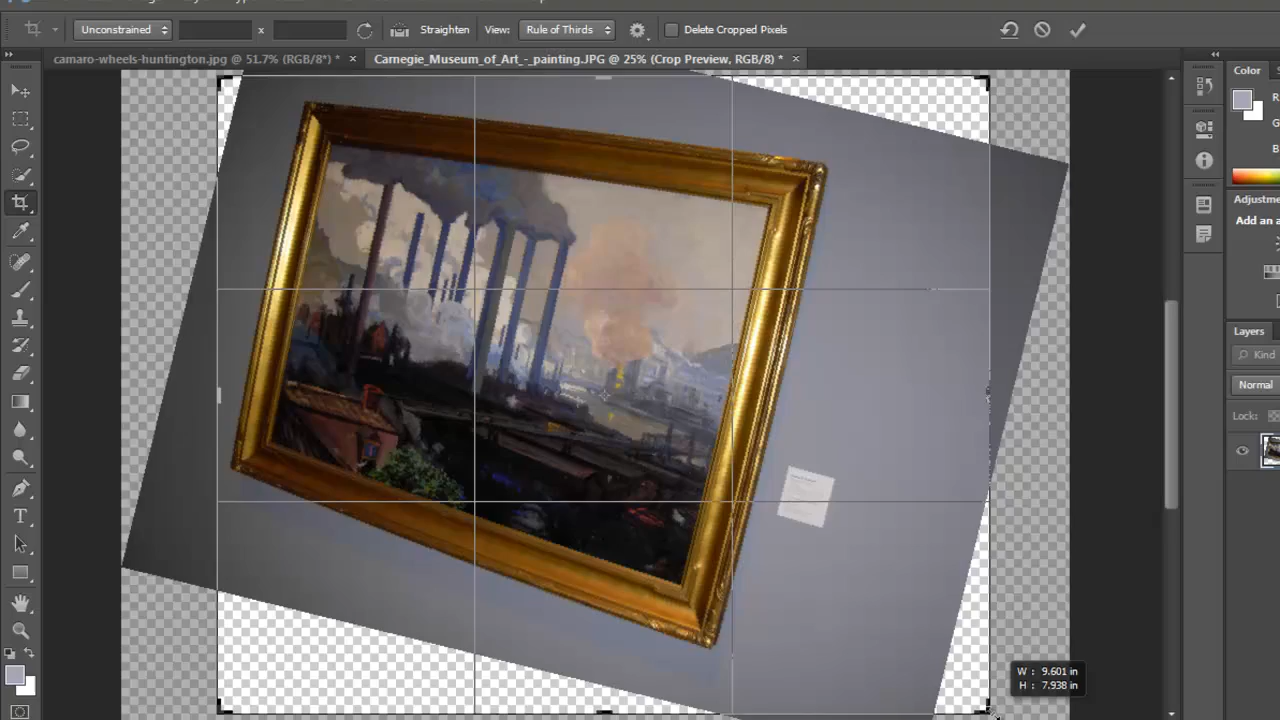 Unconstrained x Straighten View: Rule of Thirds Delete Cropped Pixels
camaro-wheels-huntington.jpg @ 51.7% (RGB/8*) * × Carnegie_Museum_of_Art_-_painting.JPG @ 25% (Crop Preview, RGB/8) * ×
Color
R
G
B
Adjustme
Add an a
Layers
Kind
Normal
Lock:
T
W : 9.601 in
H : 7.938 in